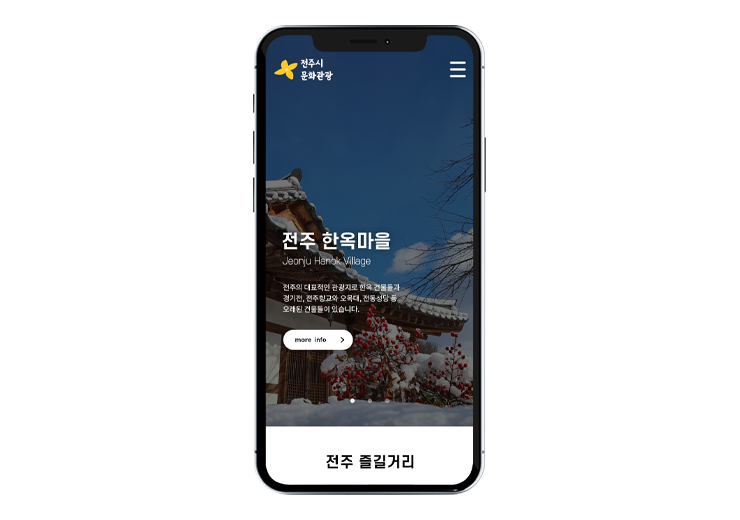 전주시
문화관광
전주 한옥마을
Jeonju Hanok Village
전주의 대표적인 관광지로 한옥 건물들과
경기전, 전주향교와 오목대, 전동성당 등
오래된 건물들이 있습니다.
more info
전주 즐길거리